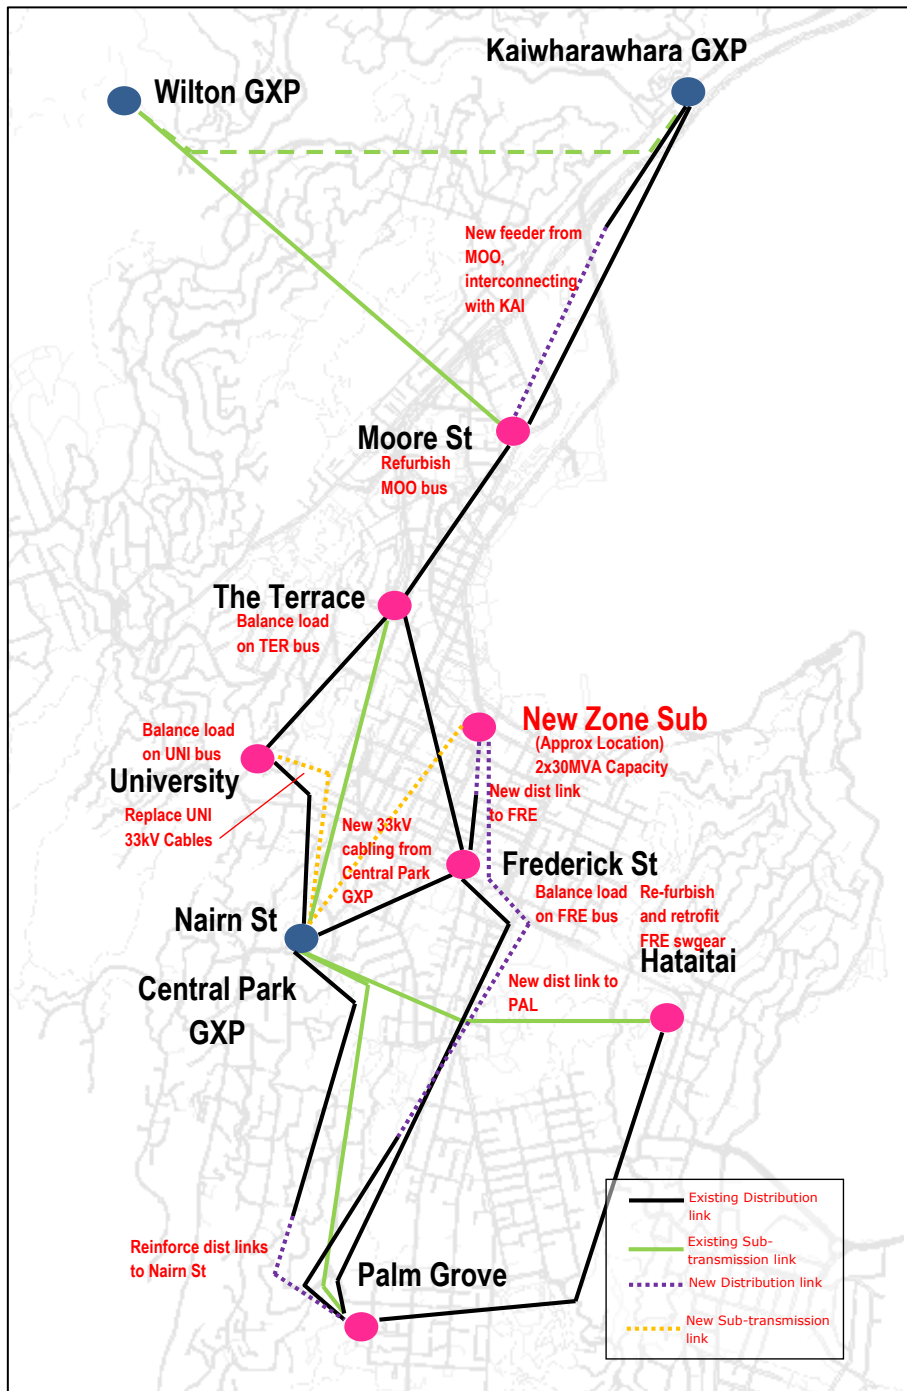 Kaiwharawhara GXP
Wilton GXP
New feeder from
MOO,
interconnecting
with KAI
Moore St
Refurbish
MOO bus
The Terrace
Balance load
on TER bus
New Zone Sub
(Approx Location)
2x30MVA Capacity
Balance load
on UNI bus
University
New dist link
to FRE
Replace UNI
33kV Cables
New 33kV
cabling from
Central Park
GXP
Frederick St
Balance load
on FRE bus
Re-furbish
and retrofit
FRE swgear
Nairn St
Hataitai
Central Park
GXP
New dist link to
PAL
Reinforce dist links
to Nairn St
Palm Grove
Existing Distribution
link
Existing Sub-
transmission link
New Distribution link
New Sub-transmission
link